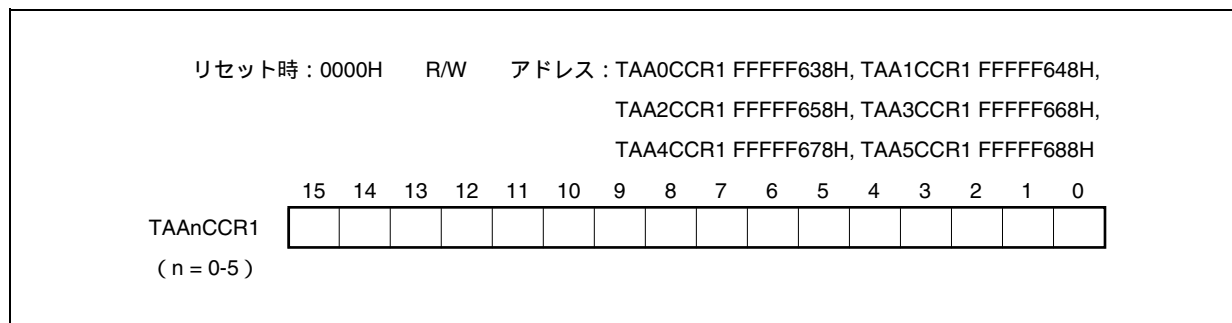 リセット時：0000H R/W アドレス：TAA0CCR1 FFFFF638H, TAA1CCR1 FFFFF648H,
TAA2CCR1 FFFFF658H, TAA3CCR1 FFFFF668H,
TAA4CCR1 FFFFF678H, TAA5CCR1 FFFFF688H
15 14 13 12 11 10 9 8 7 6 5 4 3 2 1 0
TAAnCCR1
（n = 0-5）